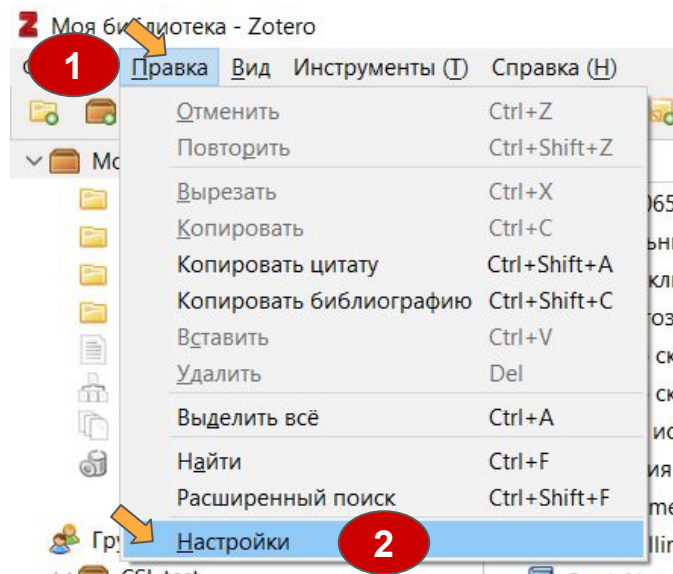 Z Моя библиотека - Zotero
1 Правка Вид Инструменты (Т) Справка (Н)
Отменить Ctrl+Z
Повторить Ctrl+Shift+Z
Вырезать Ctrl+X
Копировать Ctrl+C
Копировать цитату Ctrl+Shift+A
Копировать библиографию Ctrl+Shift+C
Вставить Ctrl+V
Удалить Del
Выделить всё Ctrl+A
Найти Ctrl+F
Расширенный поиск Ctrl+Shift+F
Настройки 2